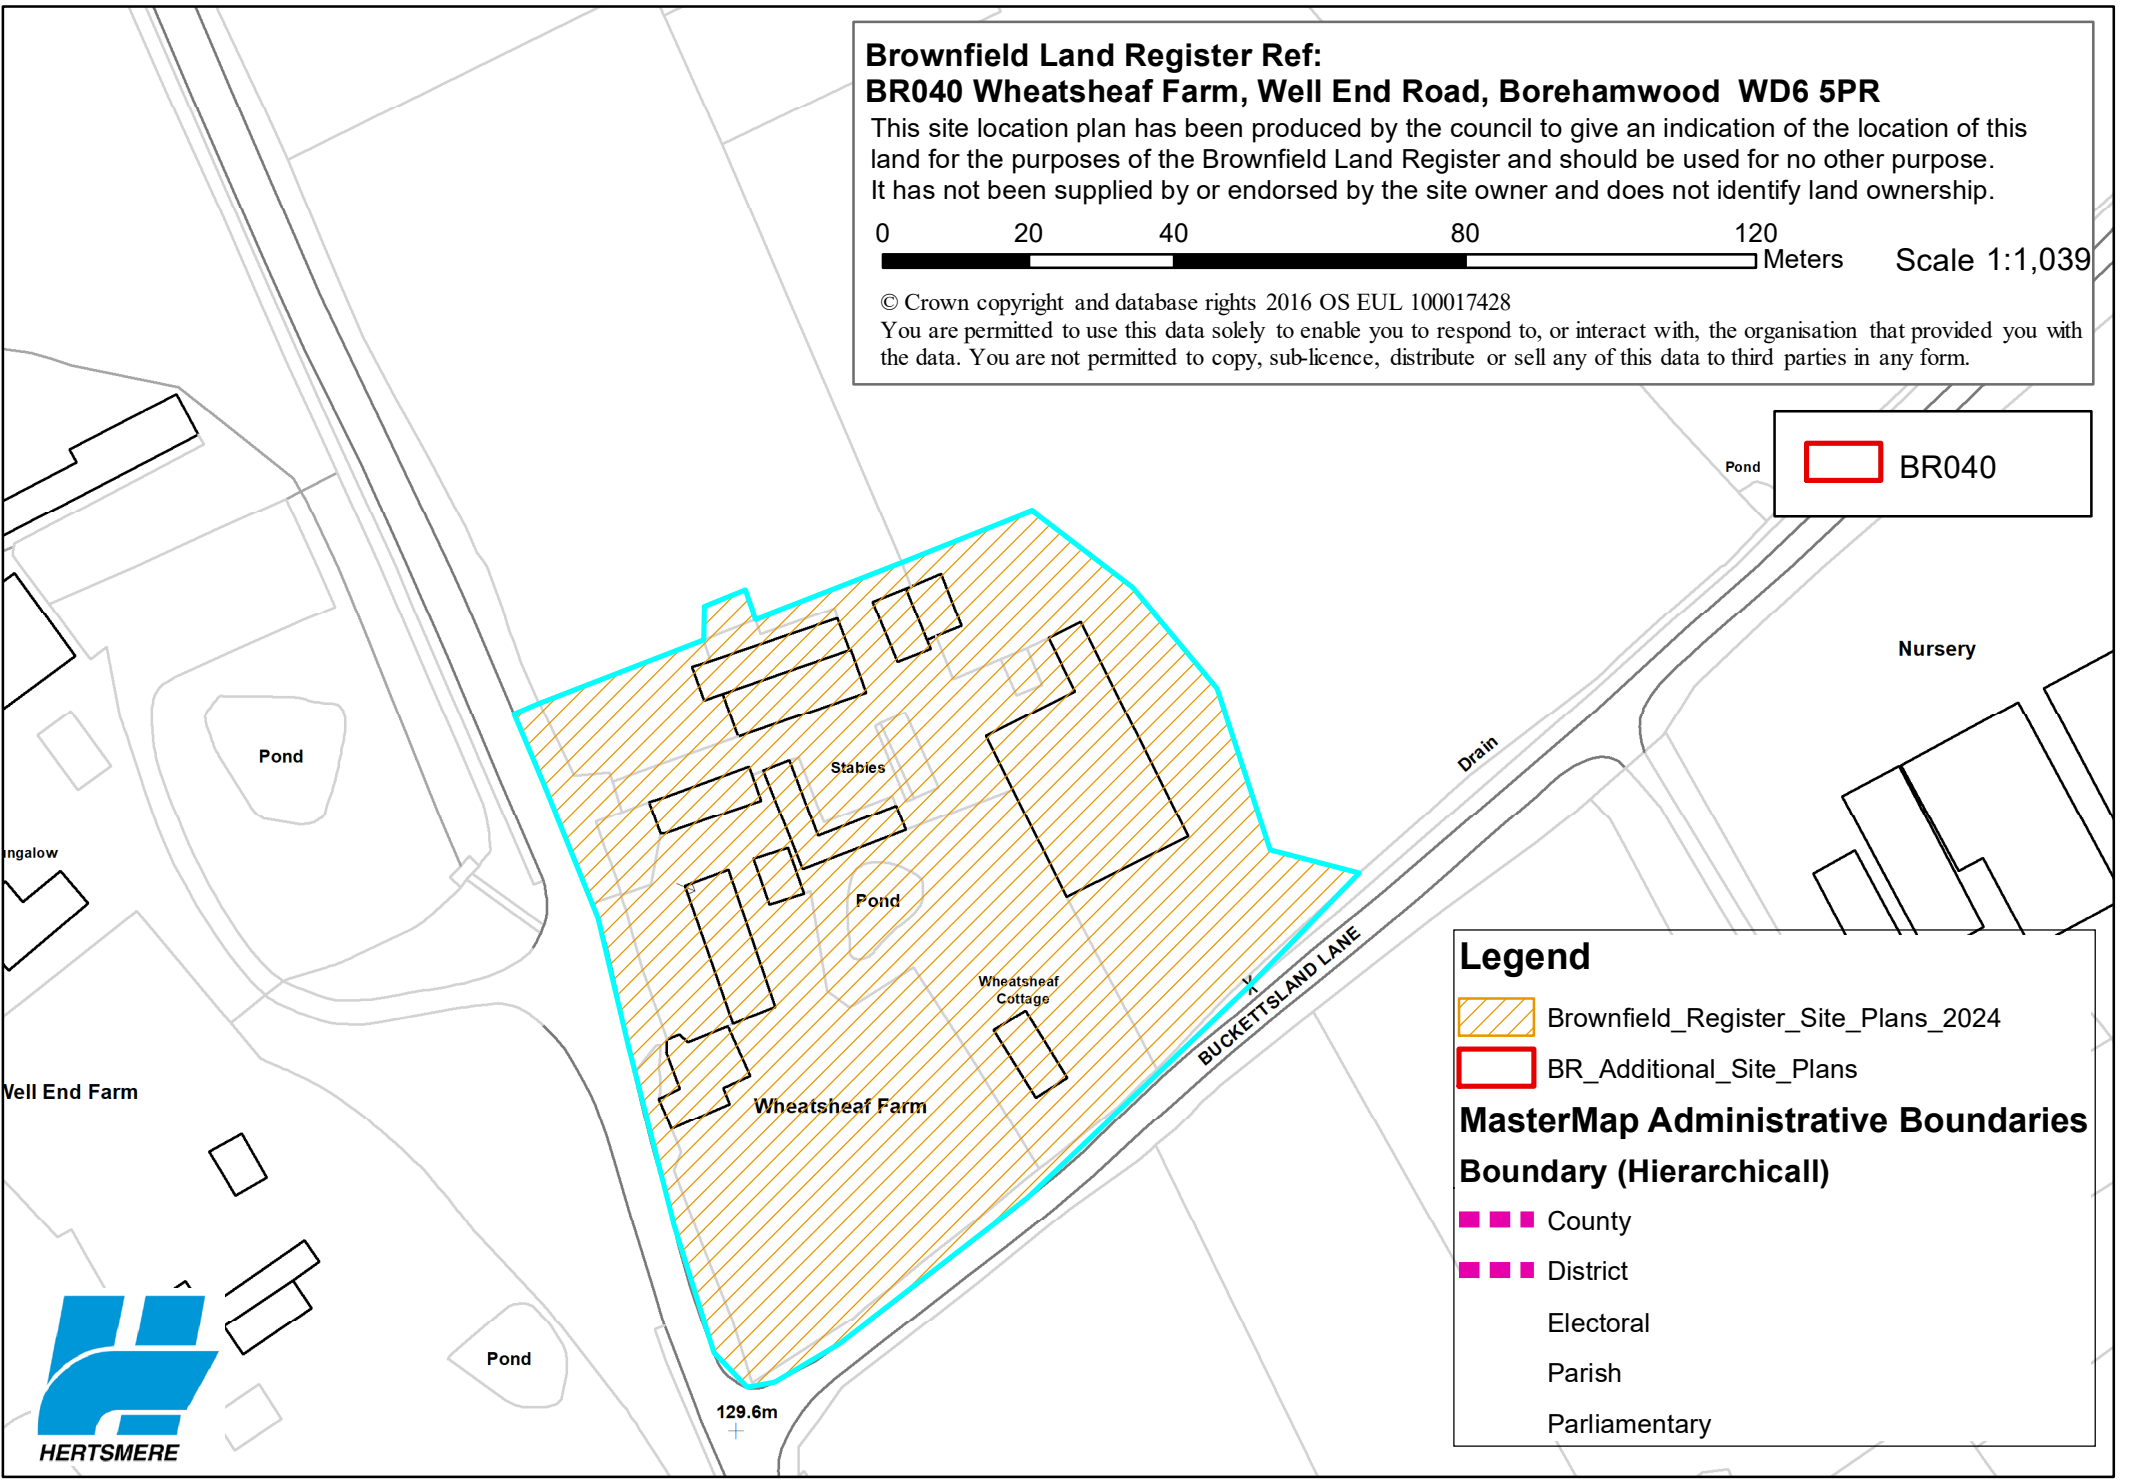 Brownfield Land Register Ref:
BR040 Wheatsheaf Farm, Well End Road, Borehamwood  WD6 5PR
This site location plan has been produced by the council to give an indication of the location of this
land for the purposes of the Brownfield Land Register and should be used for no other purpose.
It has not been supplied by or endorsed by the site owner and does not identify land ownership.
0 20 40 80 120
Meters
Scale 1:1,039
© Crown copyright and database rights 2016 OS EUL 100017428
You are permitted to use this data solely to enable you to respond to, or interact with, the organisation that provided you with
the data. You are not permitted to copy, sub-licence, distribute or sell any of this data to third parties in any form.
Pond
BR040
Nursery
Drain
Pond
Stables
ngalow
Pond
Wheatsheaf
Cottage
BUCKETTSLAND LANE
Well End Farm
Wheatsheaf Farm
Pond
129.6m
Legend
Brownfield_Register_Site_Plans_2024
BR_Additional_Site_Plans
MasterMap Administrative Boundaries
Boundary (Hierarchicall)
County
District
Electoral
Parish
Parliamentary
HERTSMERE